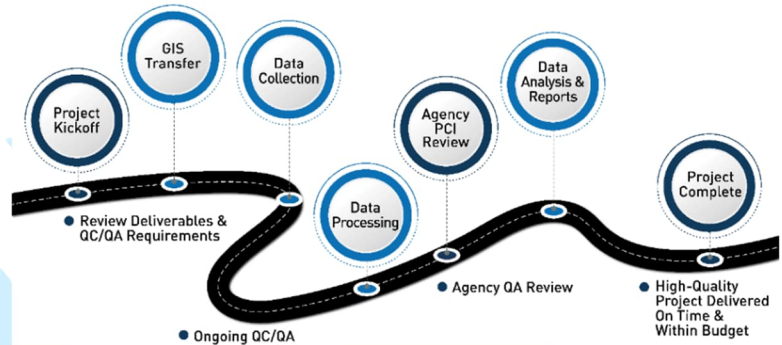 Project
Kickoff
GIS
Transfer
Data
Collection
Data
Processing
Agency
PCI
Review
Data
Analysis &
Reports
Project
Complete
Review Deliverables &
QC/QA Requirements
Ongoing QC/QA
Agency QA Review
High-Quality
Project Delivered
On Time &
Within Budget